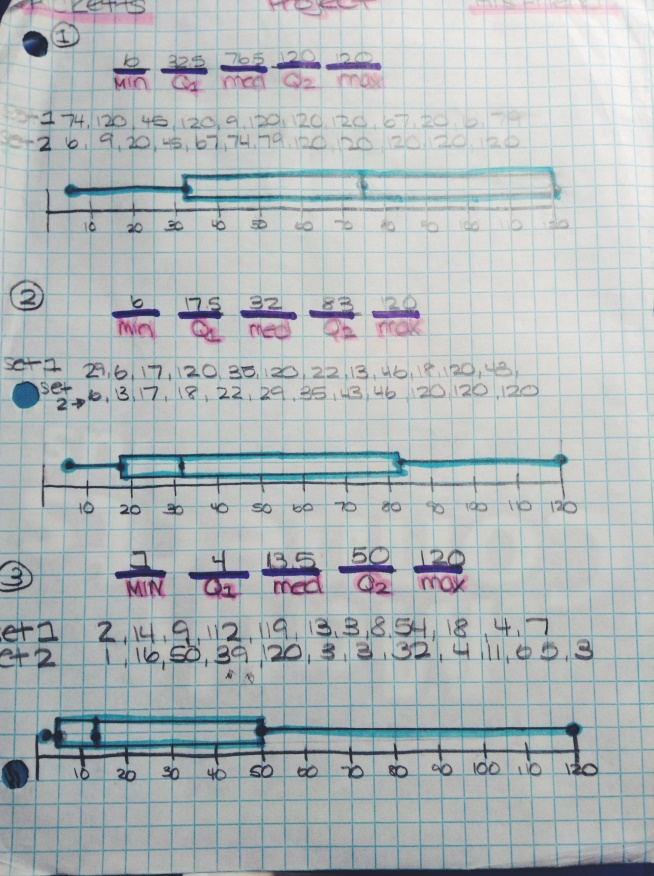 Project
1
6 32.5 76.5 120 120
Min Q1 med Q2 max
set 1 74, 120, 45, 120, 9, 120, 120, 120, 67, 20, 6, 79
set 2 6, 9, 20, 45, 67, 74, 79, 120, 120, 120, 120, 120
10 20 30 40 50 60 70 80 90 100 110 120
2
6 17.5 32 83 120
Min Q1 med Q2 max
set 1 29, 6, 17, 120, 35, 120, 22, 13, 46, 18, 120, 43,
set
2→ 6, 13, 17, 18, 22, 29, 35, 43, 46, 120, 120, 120
10 20 30 40 50 60 70 80 90 100 110 120
3
1 4 13.5 50 120
MIN Q1 med Q2 max
set 1 2, 14, 9, 112, 119, 13, 3, 8, 54, 18, 4, 7
set 2 1, 16, 50, 39, 120, 3, 3, 32, 4, 11, 6 5, 3
10 20 30 40 50 60 70 80 90 100 110 120